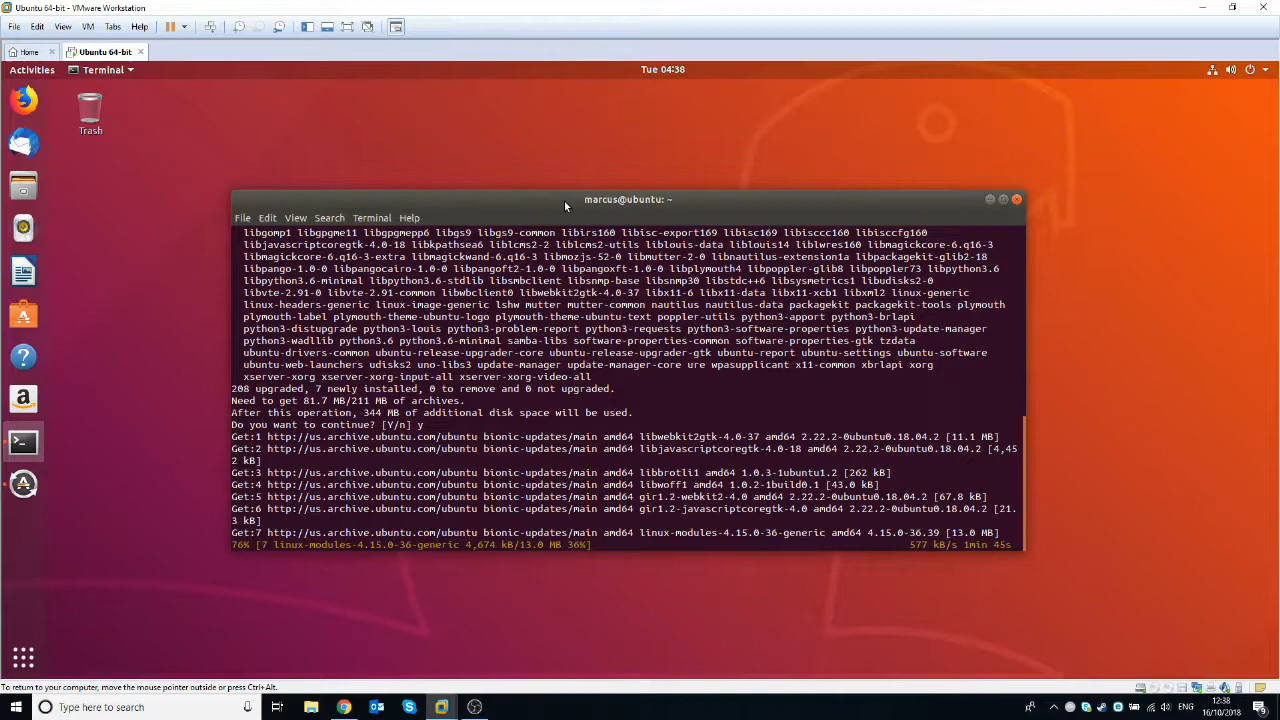 Ubuntu 64-bit - VMware Workstation
File Edit View VM Tabs Help
Home Ubuntu 64-bit
Activities Terminal Tue 04:38
Trash
marcus@ubuntu: ~
File Edit View Search Terminal Help
libgomp1 libgpgme11 libgpgmepp6 libgs9 libgs9-common libirs160 libisc-export169 libisc169 libisccc160 libisccfg160
libjavascriptcoregtk-4.0-18 libkpathsea6 liblcms2-2 liblcms2-utils liblouis-data liblouis14 liblwres160 libmagickcore-6.q16-3
libmagickcore-6.q16-3-extra libmagickwand-6.q16-3 libmozjs-52-0 libmutter-2-0 libnautilus-extension1a libpackagekit-glib2-18
libpango-1.0-0 libpangocairo-1.0-0 libpangoft2-1.0-0 libpangoxft-1.0-0 libplymouth4 libpoppler-glib8 libpoppler73 libpython3.6
libpython3.6-minimal libpython3.6-stdlib libsmbclient libsnmp-base libsnmp30 libstdc++6 libsysmetrics1 libudisks2-0
libvte-2.91-0 libvte-2.91-common libwbclient0 libwebkit2gtk-4.0-37 libx11-6 libx11-data libx11-xcb1 libxml2 linux-generic
linux-headers-generic linux-image-generic lshw mutter mutter-common nautilus nautilus-data packagekit packagekit-tools plymouth
plymouth-label plymouth-theme-ubuntu-logo plymouth-theme-ubuntu-text poppler-utils python3-apport python3-brlapi
python3-distupgrade python3-louis python3-problem-report python3-requests python3-software-properties python3-update-manager
python3-wadllib python3.6 python3.6-minimal samba-libs software-properties-common software-properties-gtk tzdata
ubuntu-drivers-common ubuntu-release-upgrader-core ubuntu-release-upgrader-gtk ubuntu-report ubuntu-settings ubuntu-software
ubuntu-web-launchers udisks2 uno-libs3 update-manager update-manager-core ure wpasupplicant x11-common xbrlapi xorg
xserver-xorg xserver-xorg-input-all xserver-xorg-video-all
208 upgraded, 7 newly installed, 0 to remove and 0 not upgraded.
Need to get 81.7 MB/211 MB of archives.
After this operation, 344 MB of additional disk space will be used.
Do you want to continue? [Y/n] y
Get:1 http://us.archive.ubuntu.com/ubuntu bionic-updates/main amd64 libwebkit2gtk-4.0-37 amd64 2.22.2-0ubuntu0.18.04.2 [11.1 MB]
Get:2 http://us.archive.ubuntu.com/ubuntu bionic-updates/main amd64 libjavascriptcoregtk-4.0-18 amd64 2.22.2-0ubuntu0.18.04.2 [4,45
2 kB]
Get:3 http://us.archive.ubuntu.com/ubuntu bionic-updates/main amd64 libbrotli1 amd64 1.0.3-1ubuntu1.2 [262 kB]
Get:4 http://us.archive.ubuntu.com/ubuntu bionic-updates/main amd64 libwoff1 amd64 1.0.2-1build0.1 [43.0 kB]
Get:5 http://us.archive.ubuntu.com/ubuntu bionic-updates/main amd64 gir1.2-webkit2-4.0 amd64 2.22.2-0ubuntu0.18.04.2 [67.8 kB]
Get:6 http://us.archive.ubuntu.com/ubuntu bionic-updates/main amd64 gir1.2-javascriptcoregtk-4.0 amd64 2.22.2-0ubuntu0.18.04.2 [21.
3 kB]
Get:7 http://us.archive.ubuntu.com/ubuntu bionic-updates/main amd64 linux-modules-4.15.0-36-generic amd64 4.15.0-36.39 [13.0 MB]
76% [7 linux-modules-4.15.0-36-generic 4,674 kB/13.0 MB 36%] 577 kB/s 1min 45s
To return to your computer, move the mouse pointer outside or press Ctrl+Alt.
Type here to search ENG 12:38
16/10/2018